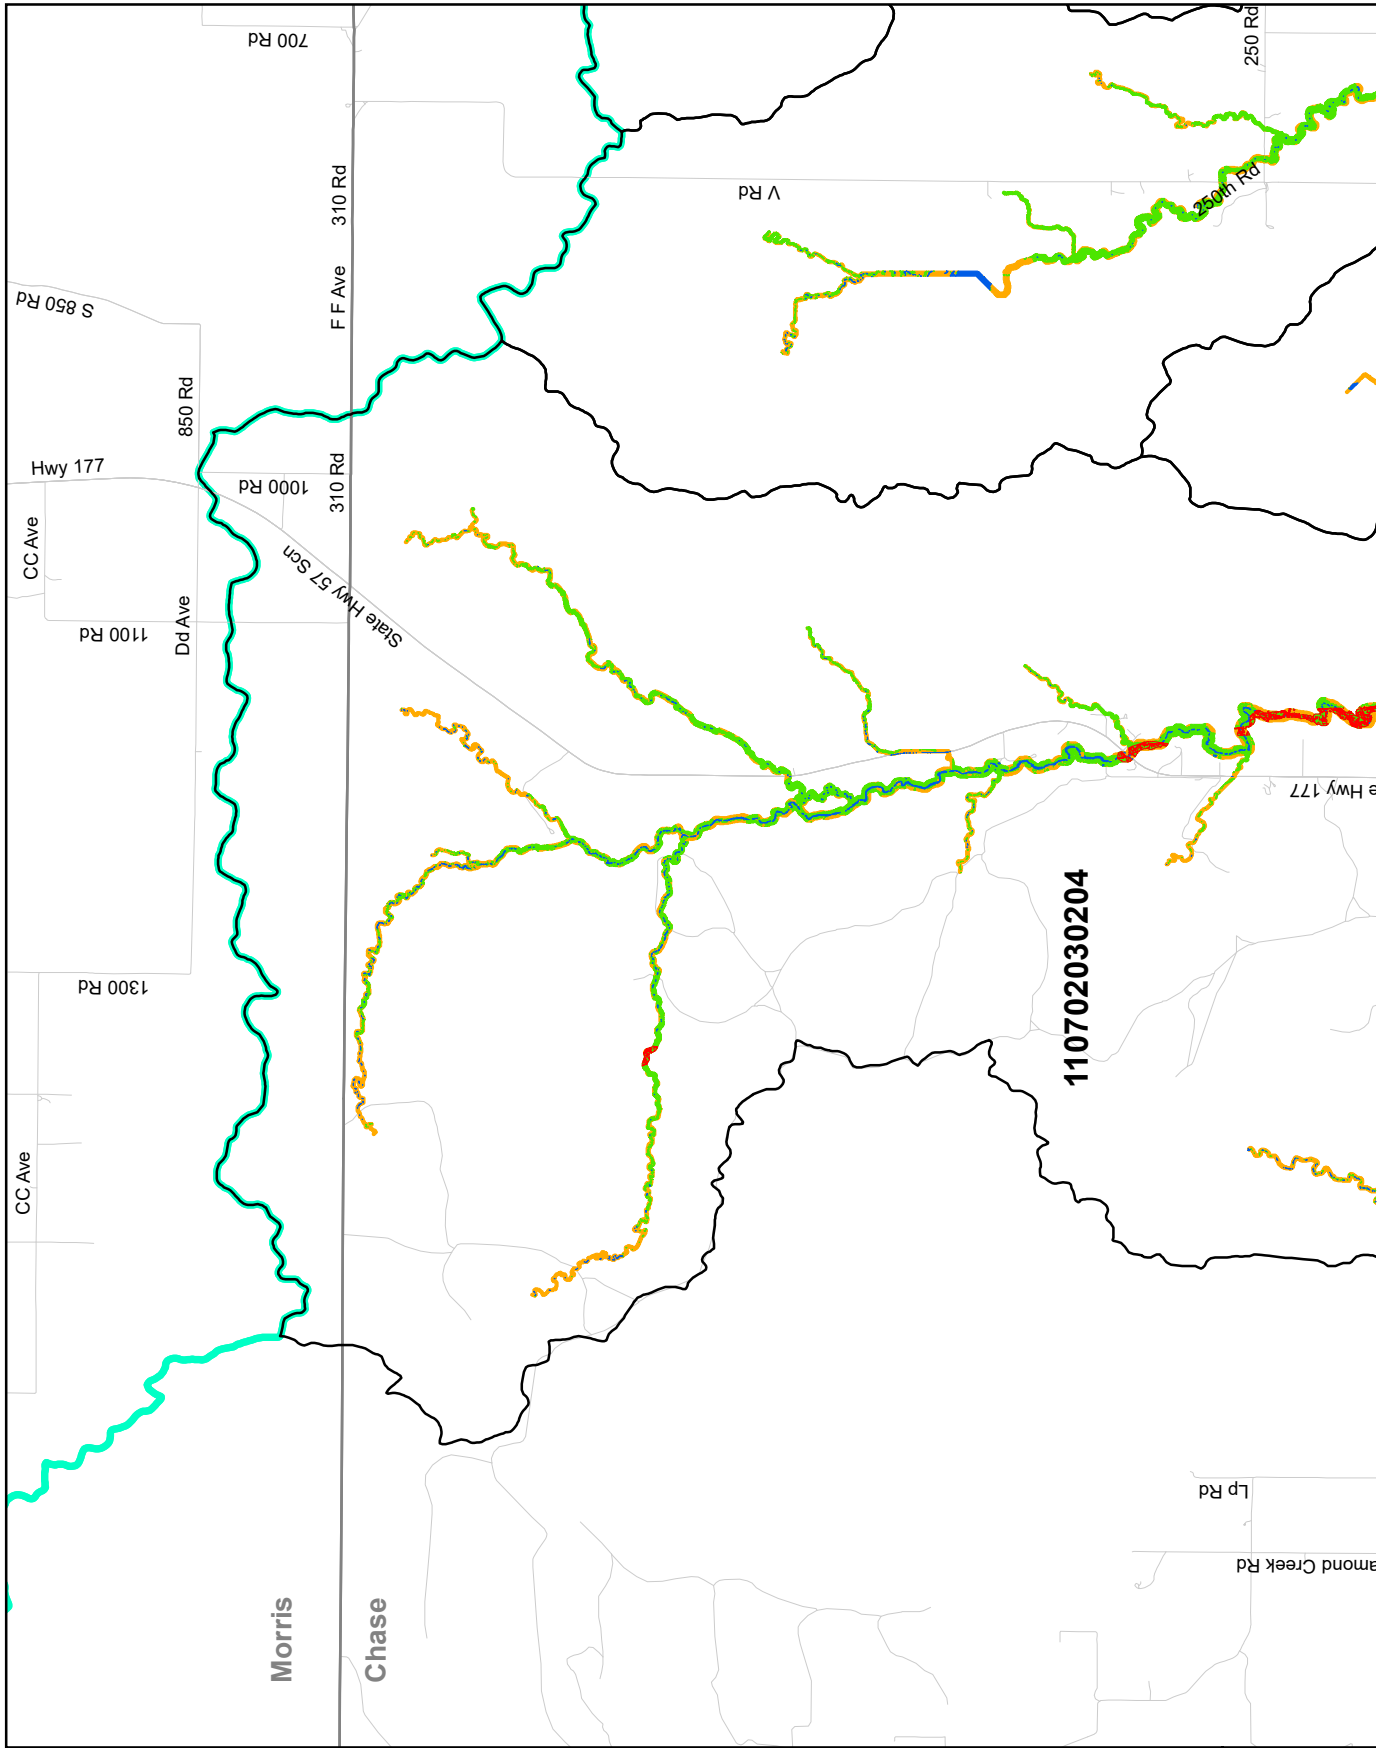 700 Rd
250 Rd
310 Rd
V Rd
250th Rd
S 850 Rd
F F Ave
850 Rd
Hwy 177
1000 Rd
310 Rd
CC Ave
State Hwy 57 Scn
1100 Rd
Dd Ave
e Hwy 177
110702030204
1300 Rd
CC Ave
Lp Rd
amond Creek Rd
Morris
Chase